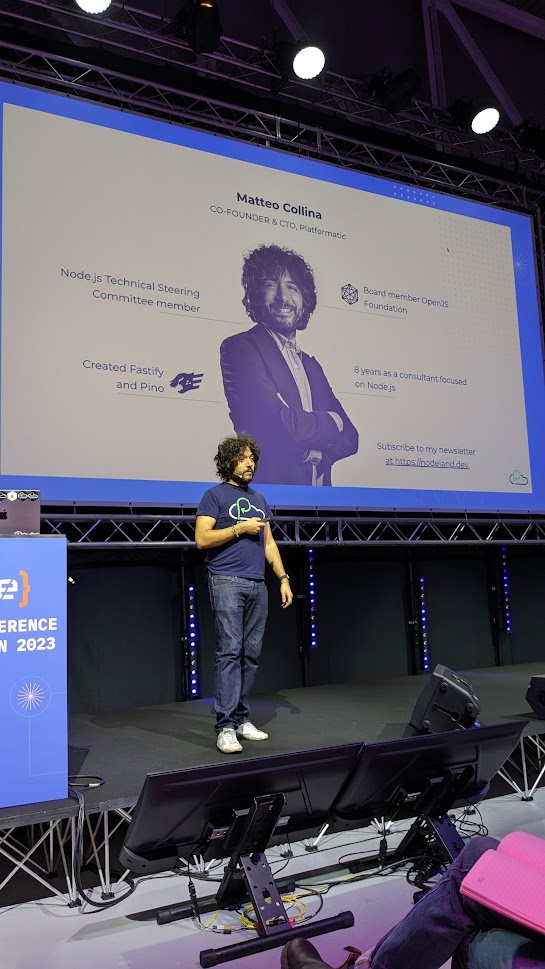 Matteo Collina
CO-FOUNDER & CTO, Platformatic
Node.js Technical Steering
Committee member
Board member OpenJS
Foundation
Created Fastify
and Pino
8 years as a consultant focused
on Node.js
Subscribe to my newsletter
at https://nodeland.dev.
ERENCE
N 2023